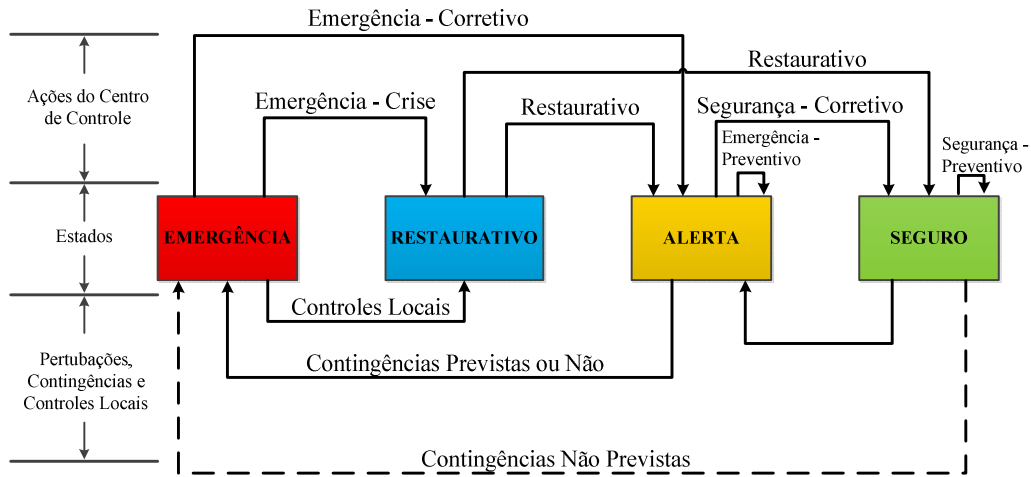 Emergência - Corretivo
Restaurativo
Emergência - Crise
Restaurativo
Segurança - Corretivo
Emergência -
Preventivo
Segurança -
Preventivo
Ações do Centro
de Controle
Estados
EMERGÊNCIA
RESTAURATIVO
ALERTA
SEGURO
Controles Locais
Contingências Previstas ou Não
Pertubações,
Contingências e
Controles Locais
Contingências Não Previstas